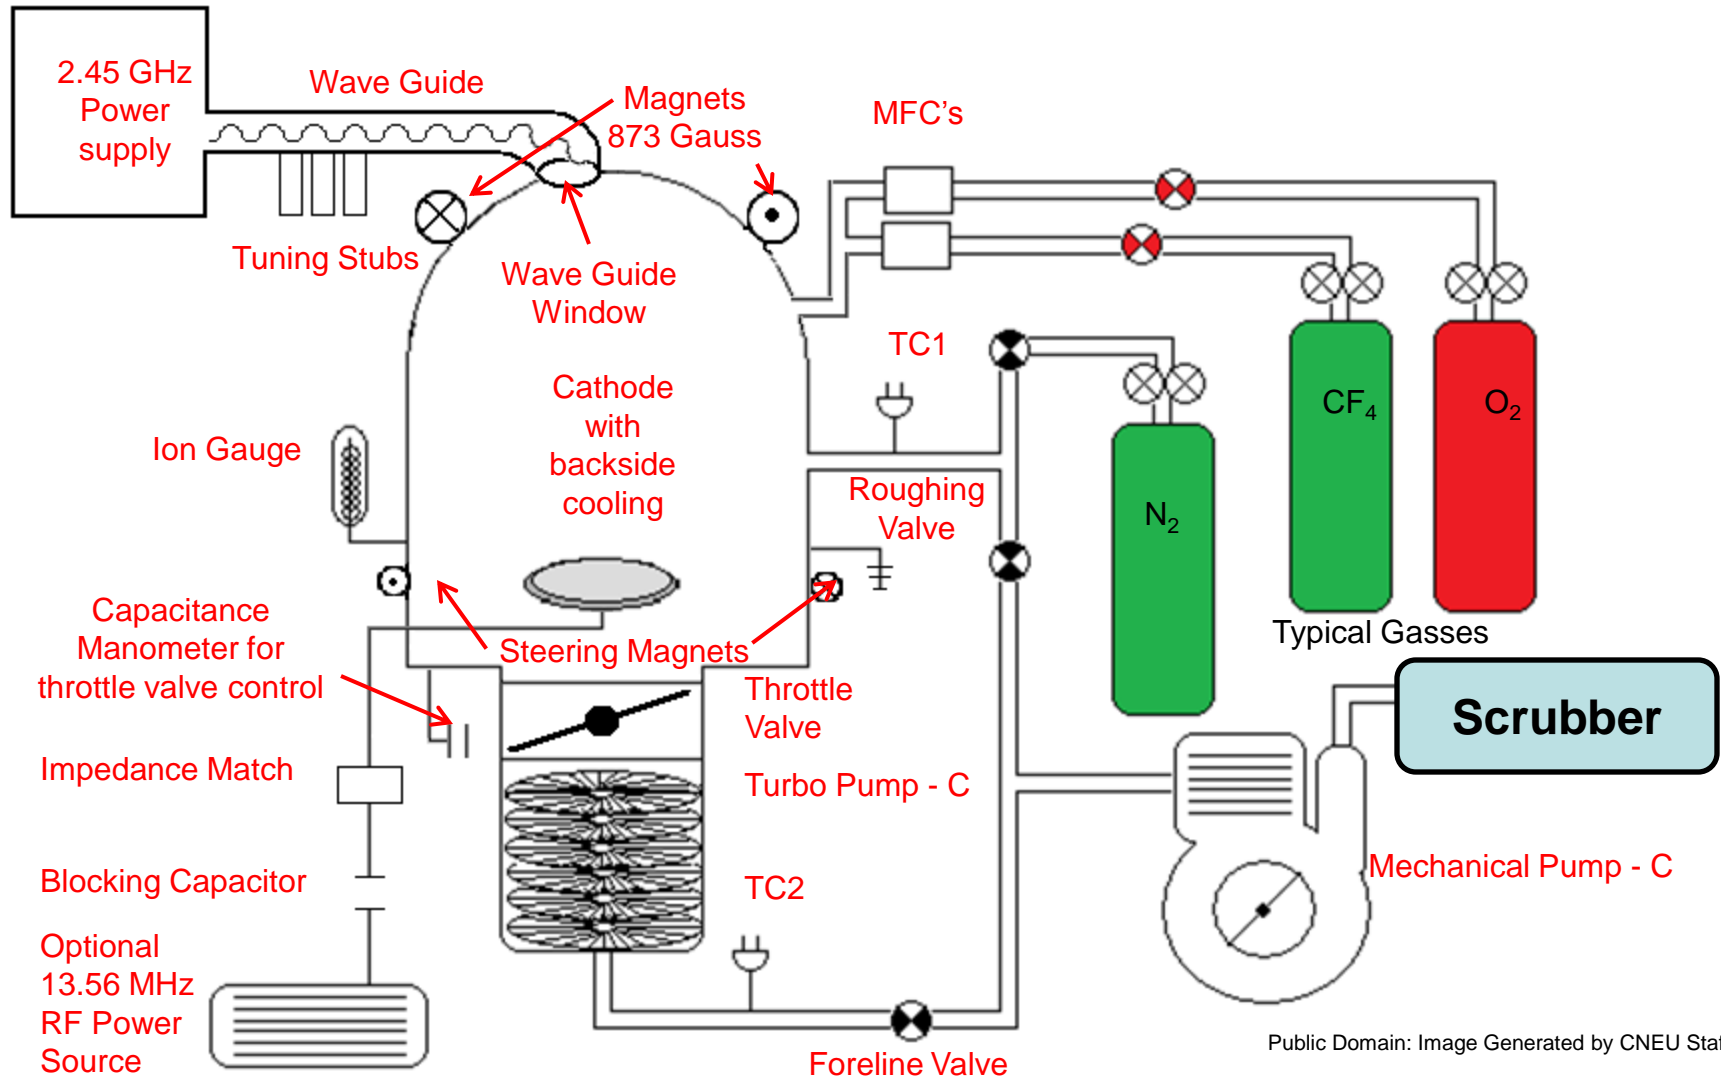 2.45 GHz
Power
supply
Wave Guide
Magnets
873 Gauss
MFC's
Tuning Stubs
Wave Guide
Window
TC1
Cathode
with
backside
cooling
CF4
O2
Ion Gauge
Roughing
Valve
N2
Capacitance
Manometer for
throttle valve control
Steering Magnets
Typical Gasses
Throttle
Valve
Scrubber
Impedance Match
Turbo Pump - C
Mechanical Pump - C
Blocking Capacitor
TC2
Optional
13.56 MHz
RF Power
Source
Foreline Valve
Public Domain: Image Generated by CNEU